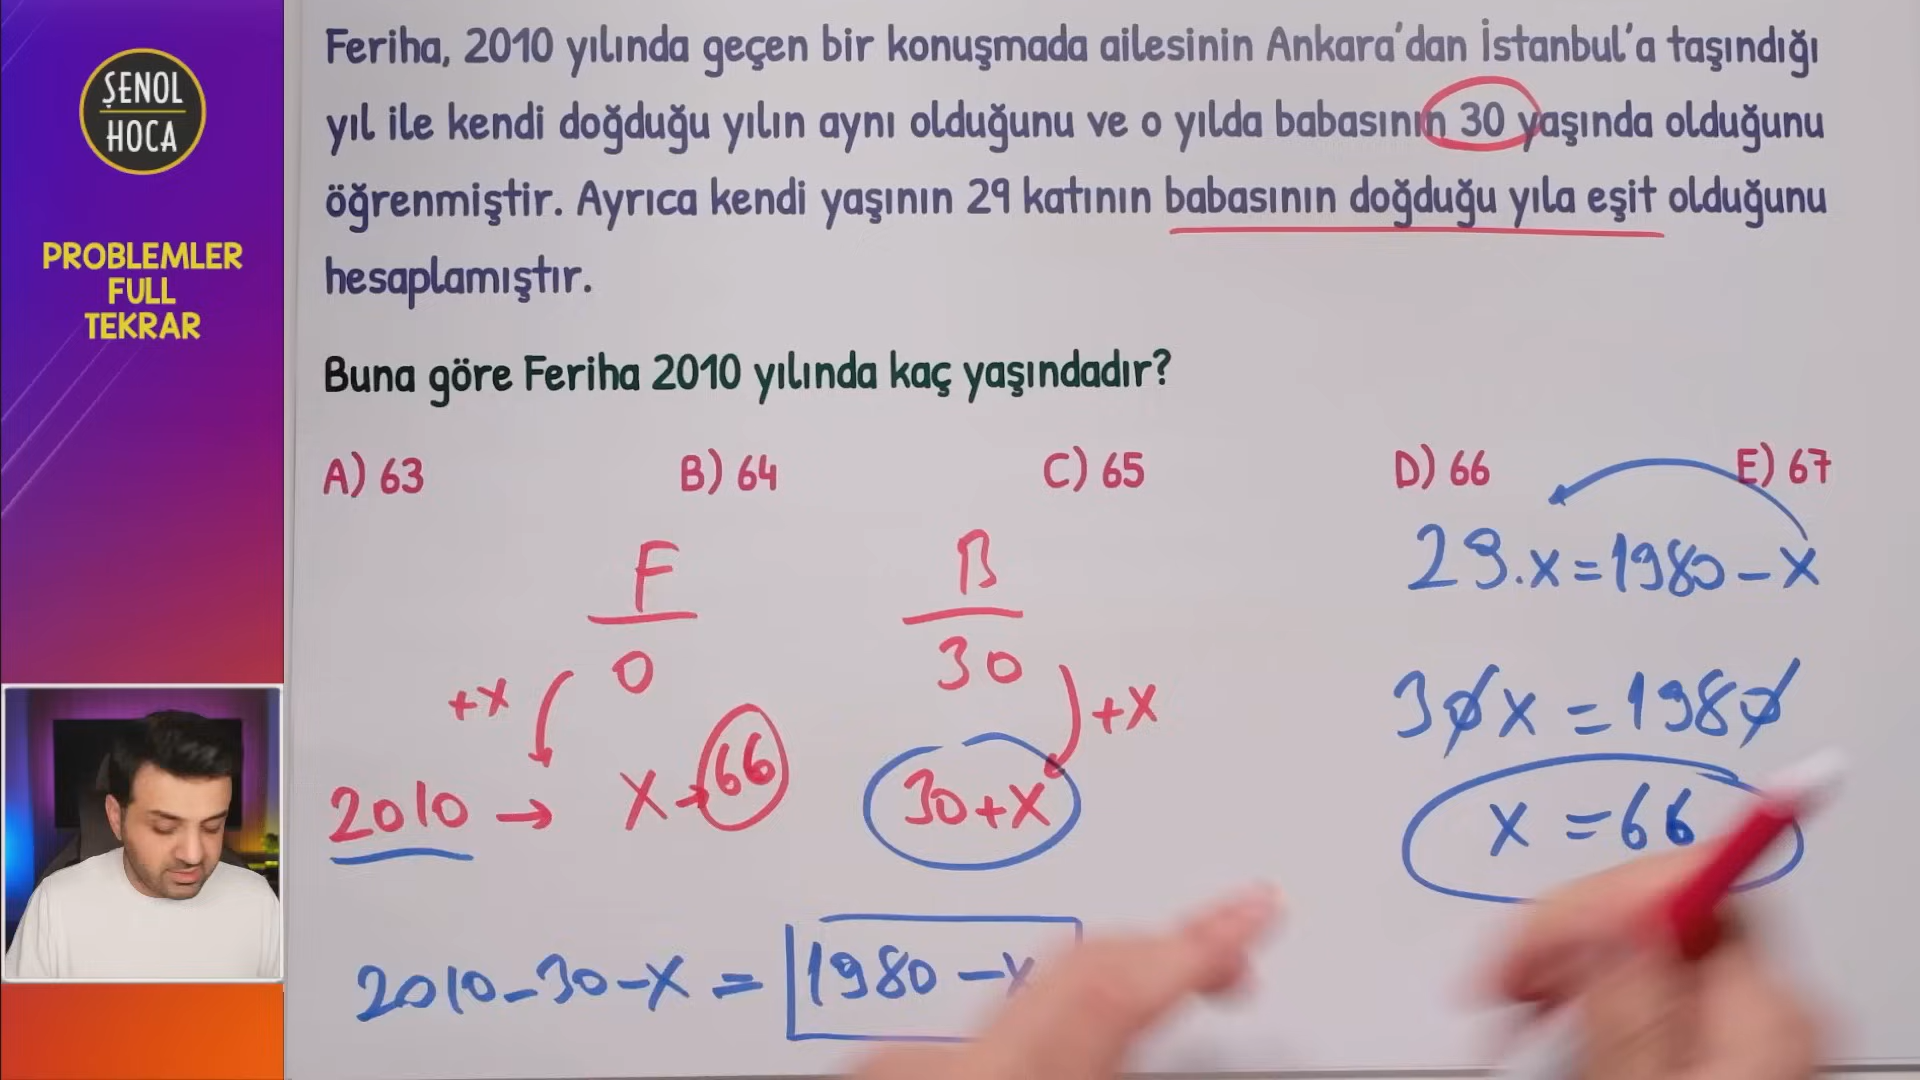 ŞENOL
HOCA
PROBLEMLER
FULL
TEKRAR
Feriha, 2010 yılında geçen bir konuşmada ailesinin Ankara'dan İstanbul'a taşındığı
yıl ile kendi doğduğu yılın aynı olduğunu ve o yılda babasının 30 yaşında olduğunu
öğrenmiştir. Ayrıca kendi yaşının 29 katının babasının doğduğu yıla eşit olduğunu
hesaplamıştır.
Buna göre Feriha 2010 yılında kaç yaşındadır?
A) 63 B) 64 C) 65 D) 66 E) 67
F B
0 30
+x +x
2010 → x → 66 30+x
2010-30-x = 1980-x
29.x=1980-x
30x=1980
x=66